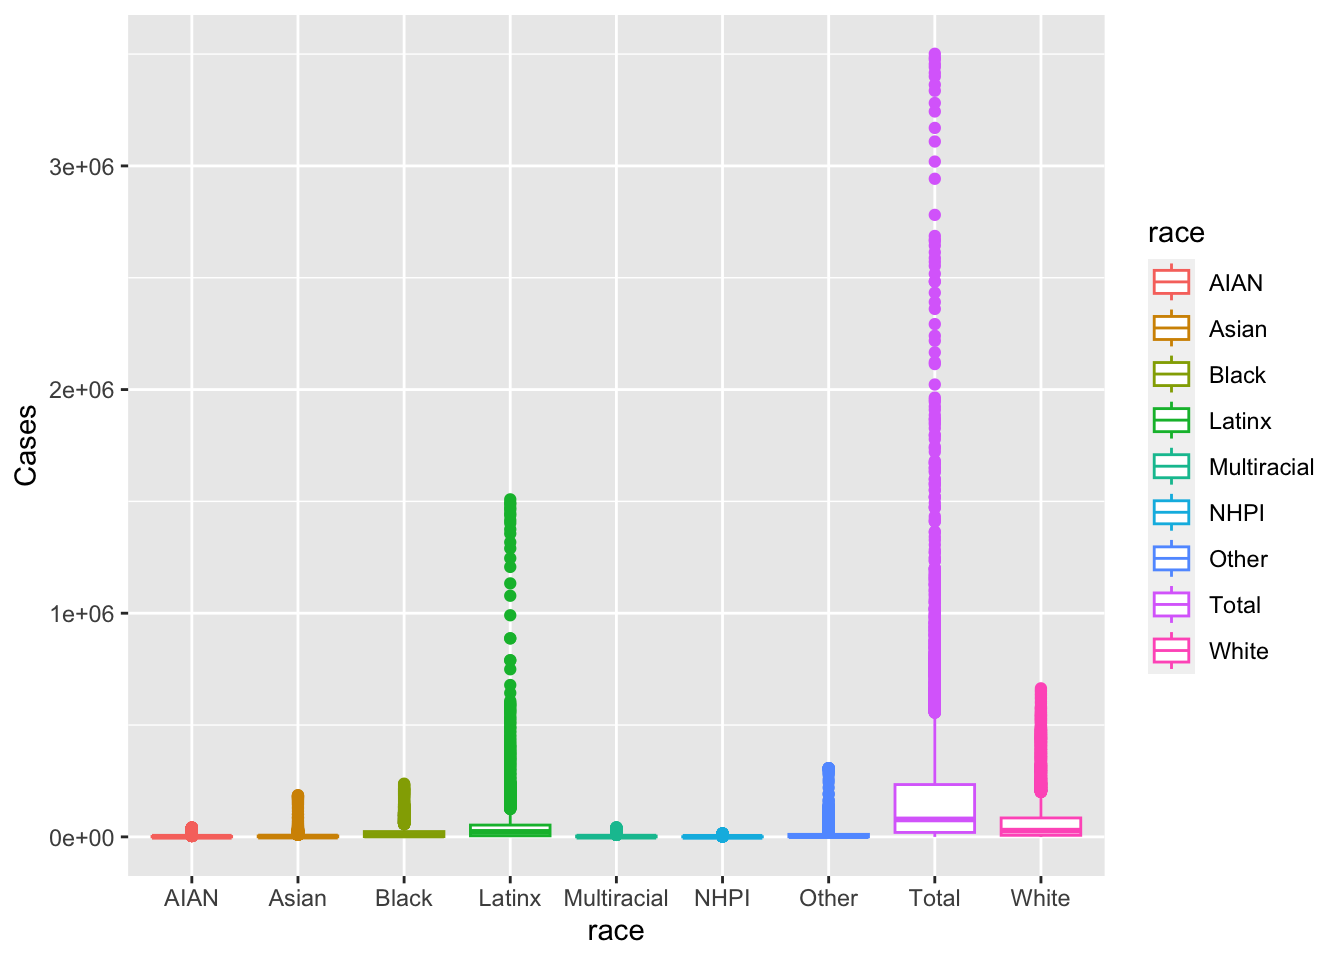 3e+06
2e+06
1e+06
0e+00
Cases
AIAN Asian Black Latinx Multiracial NHPI Other Total White
race
race
AIAN
Asian
Black
Latinx
Multiracial
NHPI
Other
Total
White